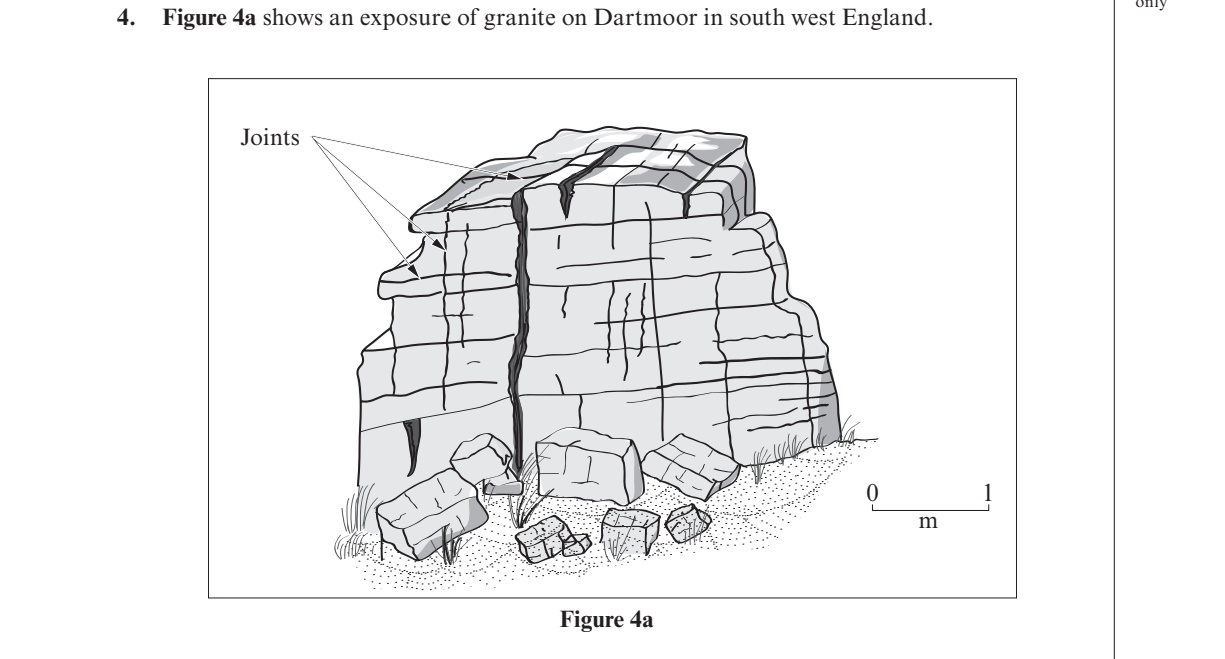 only
4. Figure 4a shows an exposure of granite on Dartmoor in south west England.
Joints
0 1
m
Figure 4a